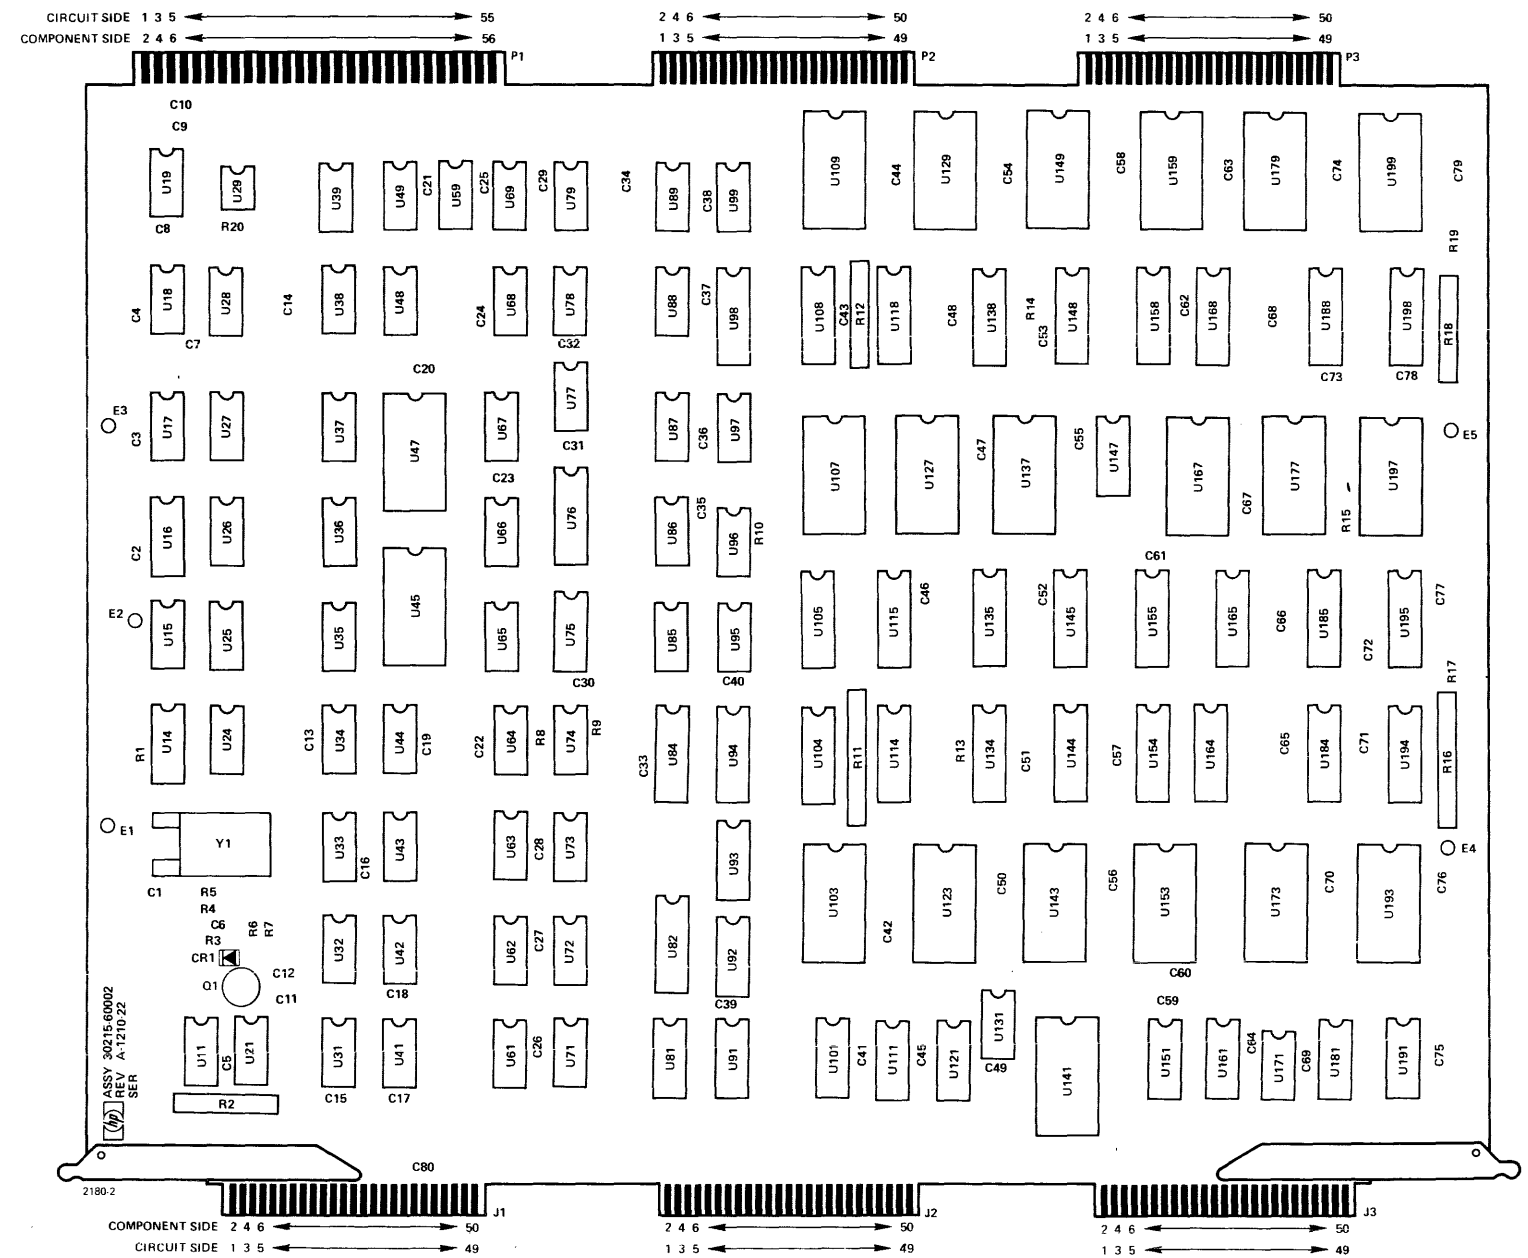 CIRCUIT SIDE 1 3 5 55 2 4 6 50 2 4 6 50
COMPONENT SIDE 2 4 6 56 1 3 5 49 1 3 5 49
P1 P2 P3
C10
C9
U19 U29 U39 U49 C21 U59 C25 U69 C29 U79 C34 U89 C38 U99 U109 C44 U129 C54 U149 C58 U159 C63 U179 C74 U199 C79
C8 R20 R19
C4 U18 U28 C14 U38 U48 C24 U68 U78 U88 C37 U98 U108 C43 R12 U118 C48 U138 R14 C53 U148 U158 C62 U168 C68 U188 U198 R18
C7 C32
C20 C73 C78
U77
E3 C3 U17 U27 U37 U47 U67 C31 U87 C36 U97 U107 U127 C47 U137 C55 U147 U167 C67 U177 R15 U197 E5
C23
C2 U16 U26 U36 U66 U76 U86 C35 U96 R10
C61
E2 U15 U25 U35 U45 U65 U75 U85 U95 U105 U115 C46 U135 C52 U145 U155 U165 C66 U185 C72 U195 C77
C30 C40 R17
R1 U14 U24 C13 U34 U44 C19 C22 U64 R8 U74 R9 C33 U84 U94 U104 R11 U114 R13 U134 C51 U144 C57 U154 U164 C65 U184 C71 U194 R16
E1 Y1 U33 C16 U43 U63 C28 U73 U93 E4
C1 R5
R4
C6 R6 R7
R3
CR1 U32 U42 U62 C27 U72 U82 U92 U103 C42 U123 C50 U143 C56 U153 U173 C70 U193 C76
Q1 C12
C11 C18 C39 C60
C59
U11 C5 U21 U31 U41 U61 C26 U71 U81 U91 U101 C41 U111 C45 U121 U131 C49 U141 U151 U161 C64 U171 C69 U181 U191 C75
R2 C15 C17
hp
ASSY 30215-60002
REV A-1210-22
SER
C80
2180-2
J1 J2 J3
COMPONENT SIDE 2 4 6 50 2 4 6 50 2 4 6 50
CIRCUIT SIDE 1 3 5 49 1 3 5 49 1 3 5 49